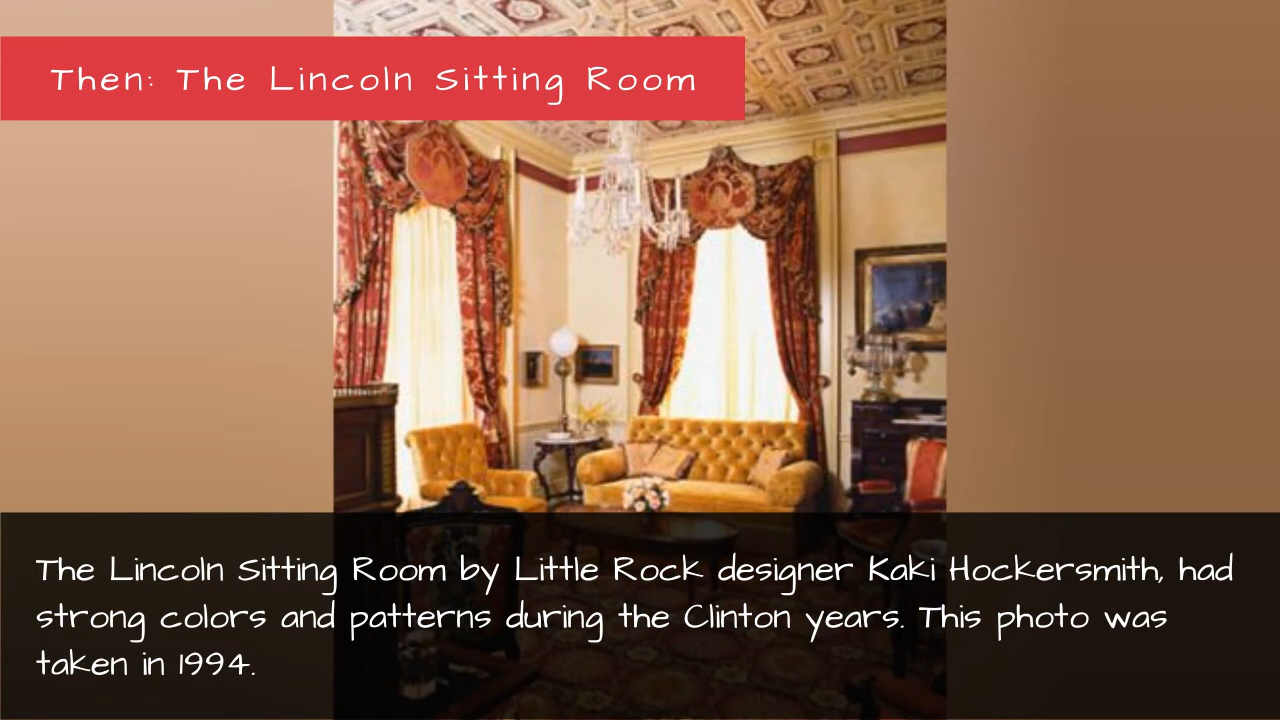 Then: The Lincoln Sitting Room
The Lincoln Sitting Room by Little Rock designer Kaki Hockersmith, had
strong colors and patterns during the Clinton years. This photo was
taken in 1994.